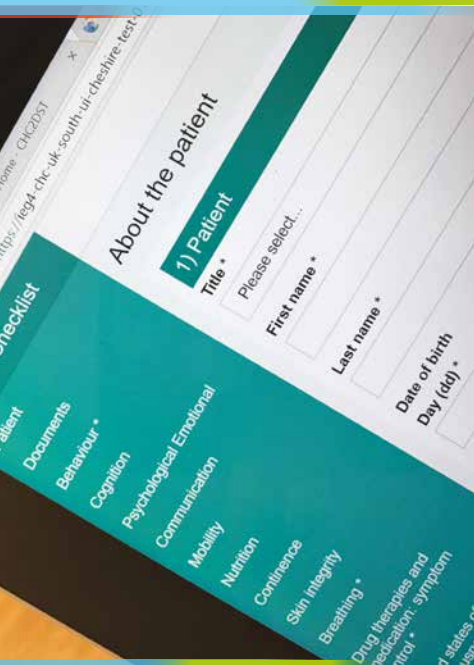 Home - CHC2DST
×
https://ieg4-chc-uk-south-ui-cheshire-test-0
Checklist
Patient
Documents
Behaviour *
Cognition
Psychological Emotional
Communication
Mobility
Nutrition
Continence
Skin integrity
Breathing *
Drug therapies and
medication: symptom
control *
About the patient
1) Patient
Title *
Please select...
First name *
Last name *
Date of birth
Day (dd) *